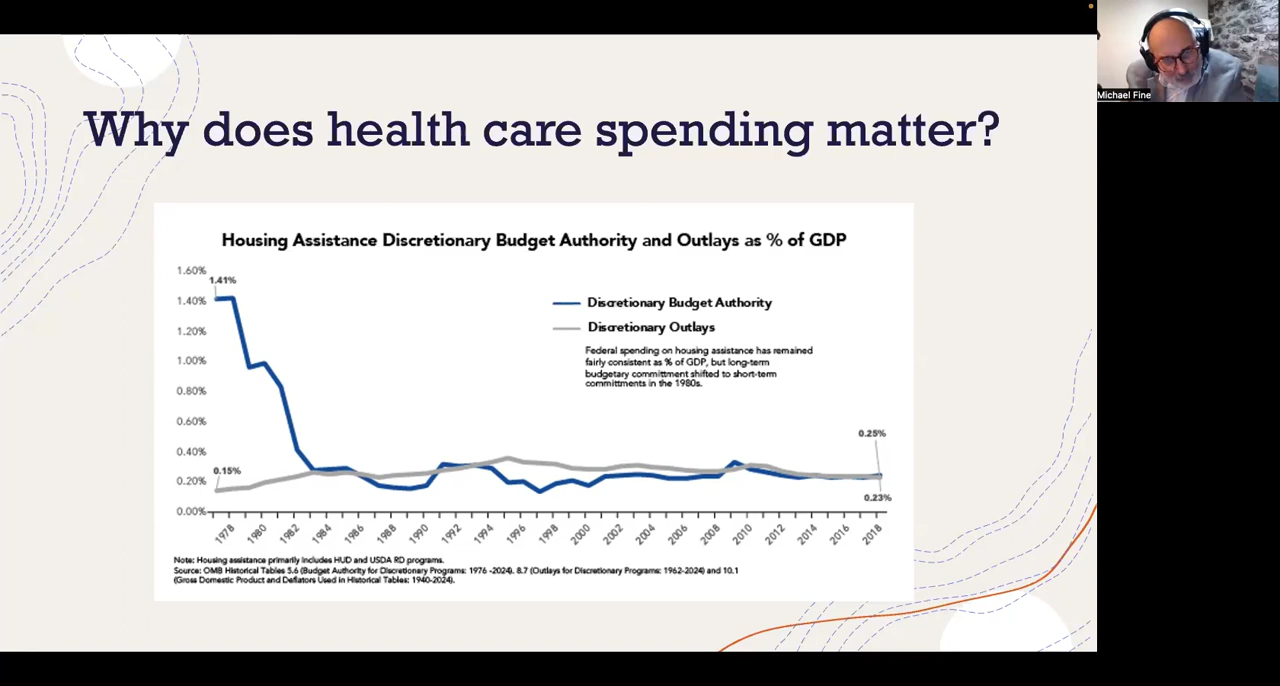 Why does health care spending matter?
Michael Fine
Housing Assistance Discretionary Budget Authority and Outlays as % of GDP
1.60%
1.41%
1.40%
1.20%
1.00%
0.80%
0.60%
0.40%
0.20%
0.00%
0.15%
Discretionary Budget Authority
Discretionary Outlays
Federal spending on housing assistance has remained
fairly consistent as % of GDP, but long-term
budgetary committment shifted to short-term
committments in the 1980s.
0.25%
0.23%
1978 1980 1982 1984 1986 1988 1990 1992 1994 1996 1998 2000 2002 2004 2006 2008 2010 2012 2014 2016 2018
Note: Housing assistance primarily includes HUD and USDA RD programs.
Source: OMB Historical Tables 5.6 (Budget Authority for Discretionary Programs: 1976 -2024). 8.7 (Outlays for Discretionary Programs: 1962-2024) and 10.1
(Gross Domestic Product and Deflators Used in Historical Tables: 1940-2024).